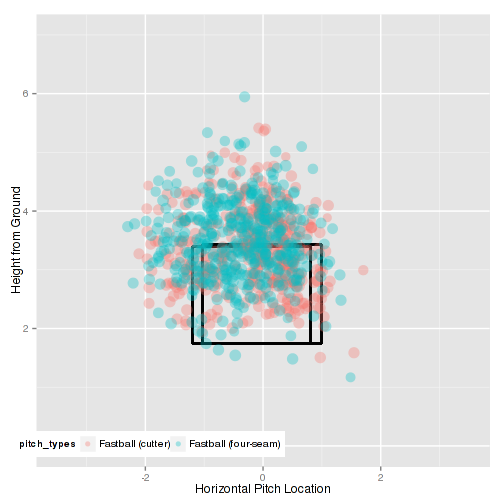 6
4
2
Height from Ground
pitch_types Fastball (cutter) Fastball (four-seam)
-2 0 2
Horizontal Pitch Location